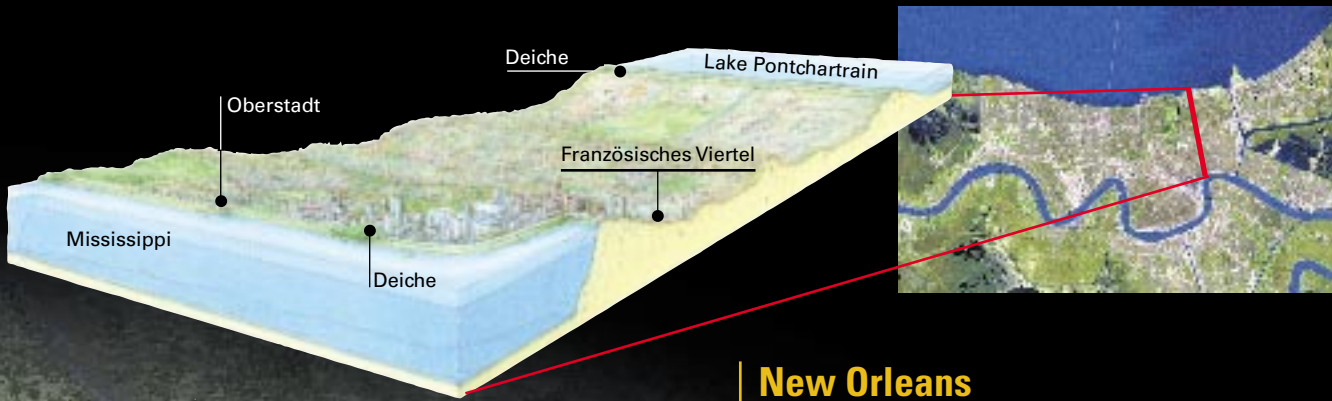 Deiche
Lake Pontchartrain
Oberstadt
Französisches Viertel
Mississippi
Deiche
New Orleans